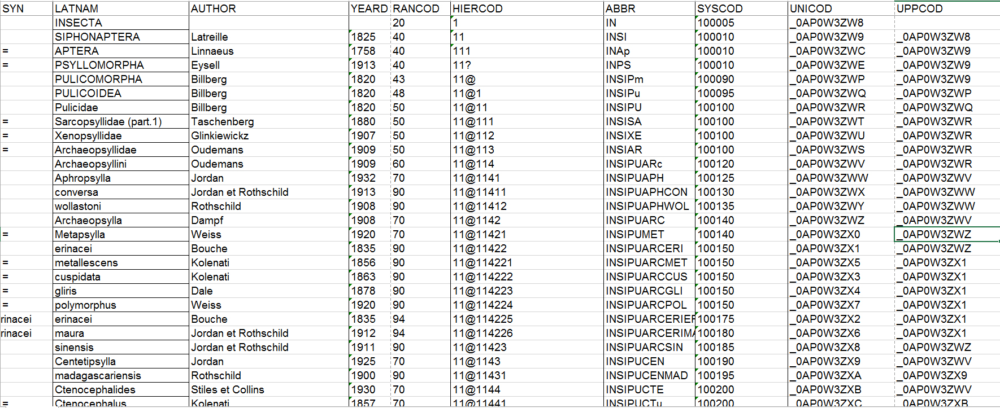 SYN LATNAM AUTHOR YEARD RANCOD HIERCOD ABBR SYSCOD UNICOD UPPCOD
INSECTA 20 1 IN 100005 _0AP0W3ZW8
SIPHONAPTERA Latreille 1825 40 11 INSI 100010 _0AP0W3ZW9 _0AP0W3ZW8
= APTERA Linnaeus 1758 40 111 INAp 100010 _0AP0W3ZWC _0AP0W3ZW9
= PSYLLOMORPHA Eysell 1913 40 11? INPS 100010 _0AP0W3ZWE _0AP0W3ZW9
PULICOMORPHA Billberg 1820 43 11@ INSIPm 100090 _0AP0W3ZWP _0AP0W3ZW9
PULICOIDEA Billberg 1820 48 11@1 INSIPu 100095 _0AP0W3ZWQ _0AP0W3ZWP
Pulicidae Billberg 1820 50 11@11 INSIPU 100100 _0AP0W3ZWR _0AP0W3ZWQ
= Sarcopsyllidae (part.1) Taschenberg 1880 50 11@111 INSISA 100100 _0AP0W3ZWT _0AP0W3ZWR
= Xenopsyllidae Glinkiewickz 1907 50 11@112 INSIXE 100100 _0AP0W3ZWU _0AP0W3ZWR
= Archaeopsyllidae Oudemans 1909 50 11@113 INSIAR 100100 _0AP0W3ZWS _0AP0W3ZWR
Archaeopsyllini Oudemans 1909 60 11@114 INSIPUARc 100120 _0AP0W3ZWV _0AP0W3ZWR
Aphropsylla Jordan 1932 70 11@1141 INSIPUAPH 100125 _0AP0W3ZWW _0AP0W3ZWV
conversa Jordan et Rothschild 1913 90 11@11411 INSIPUAPHCON 100130 _0AP0W3ZWX _0AP0W3ZWW
wollastoni Rothschild 1908 90 11@11412 INSIPUAPHWOL 100135 _0AP0W3ZWY _0AP0W3ZWW
Archaeopsylla Dampf 1908 70 11@1142 INSIPUARC 100140 _0AP0W3ZWZ _0AP0W3ZWV
= Metapsylla Weiss 1920 70 11@11421 INSIPUMET 100140 _0AP0W3ZX0 _0AP0W3ZWZ
erinacei Bouche 1835 90 11@11422 INSIPUARCERI 100150 _0AP0W3ZX1 _0AP0W3ZWZ
= metallescens Kolenati 1856 90 11@114221 INSIPUARCMET 100150 _0AP0W3ZX5 _0AP0W3ZX1
= cuspidata Kolenati 1863 90 11@114222 INSIPUARCCUS 100150 _0AP0W3ZX3 _0AP0W3ZX1
= gliris Dale 1878 90 11@114223 INSIPUARCGLI 100150 _0AP0W3ZX4 _0AP0W3ZX1
= polymorphus Weiss 1920 90 11@114224 INSIPUARCPOL 100150 _0AP0W3ZX7 _0AP0W3ZX1
rinacei erinacei Bouche 1835 94 11@114225 100175 _0AP0W3ZX2 _0AP0W3ZX1
rinacei maura Jordan et Rothschild 1912 94 11@114226 100180 _0AP0W3ZX6 _0AP0W3ZX1
sinensis Jordan et Rothschild 1911 90 11@11423 INSIPUARCSIN 100185 _0AP0W3ZX8 _0AP0W3ZWZ
Centetipsylla Jordan 1925 70 11@1143 INSIPUCEN 100190 _0AP0W3ZX9 _0AP0W3ZWV
madagascariensis Rothschild 1900 90 11@11431 INSIPUCENMAD 100195 _0AP0W3ZXA _0AP0W3ZX9
Ctenocephalides Stiles et Collins 1930 70 11@1144 INSIPUCTE 100200 _0AP0W3ZXB _0AP0W3ZWV
= Ctenocephalus Kolenati 1857 70 11@11441 INSIPUCTu 100200 _0AP0W3ZXC _0AP0W3ZXB